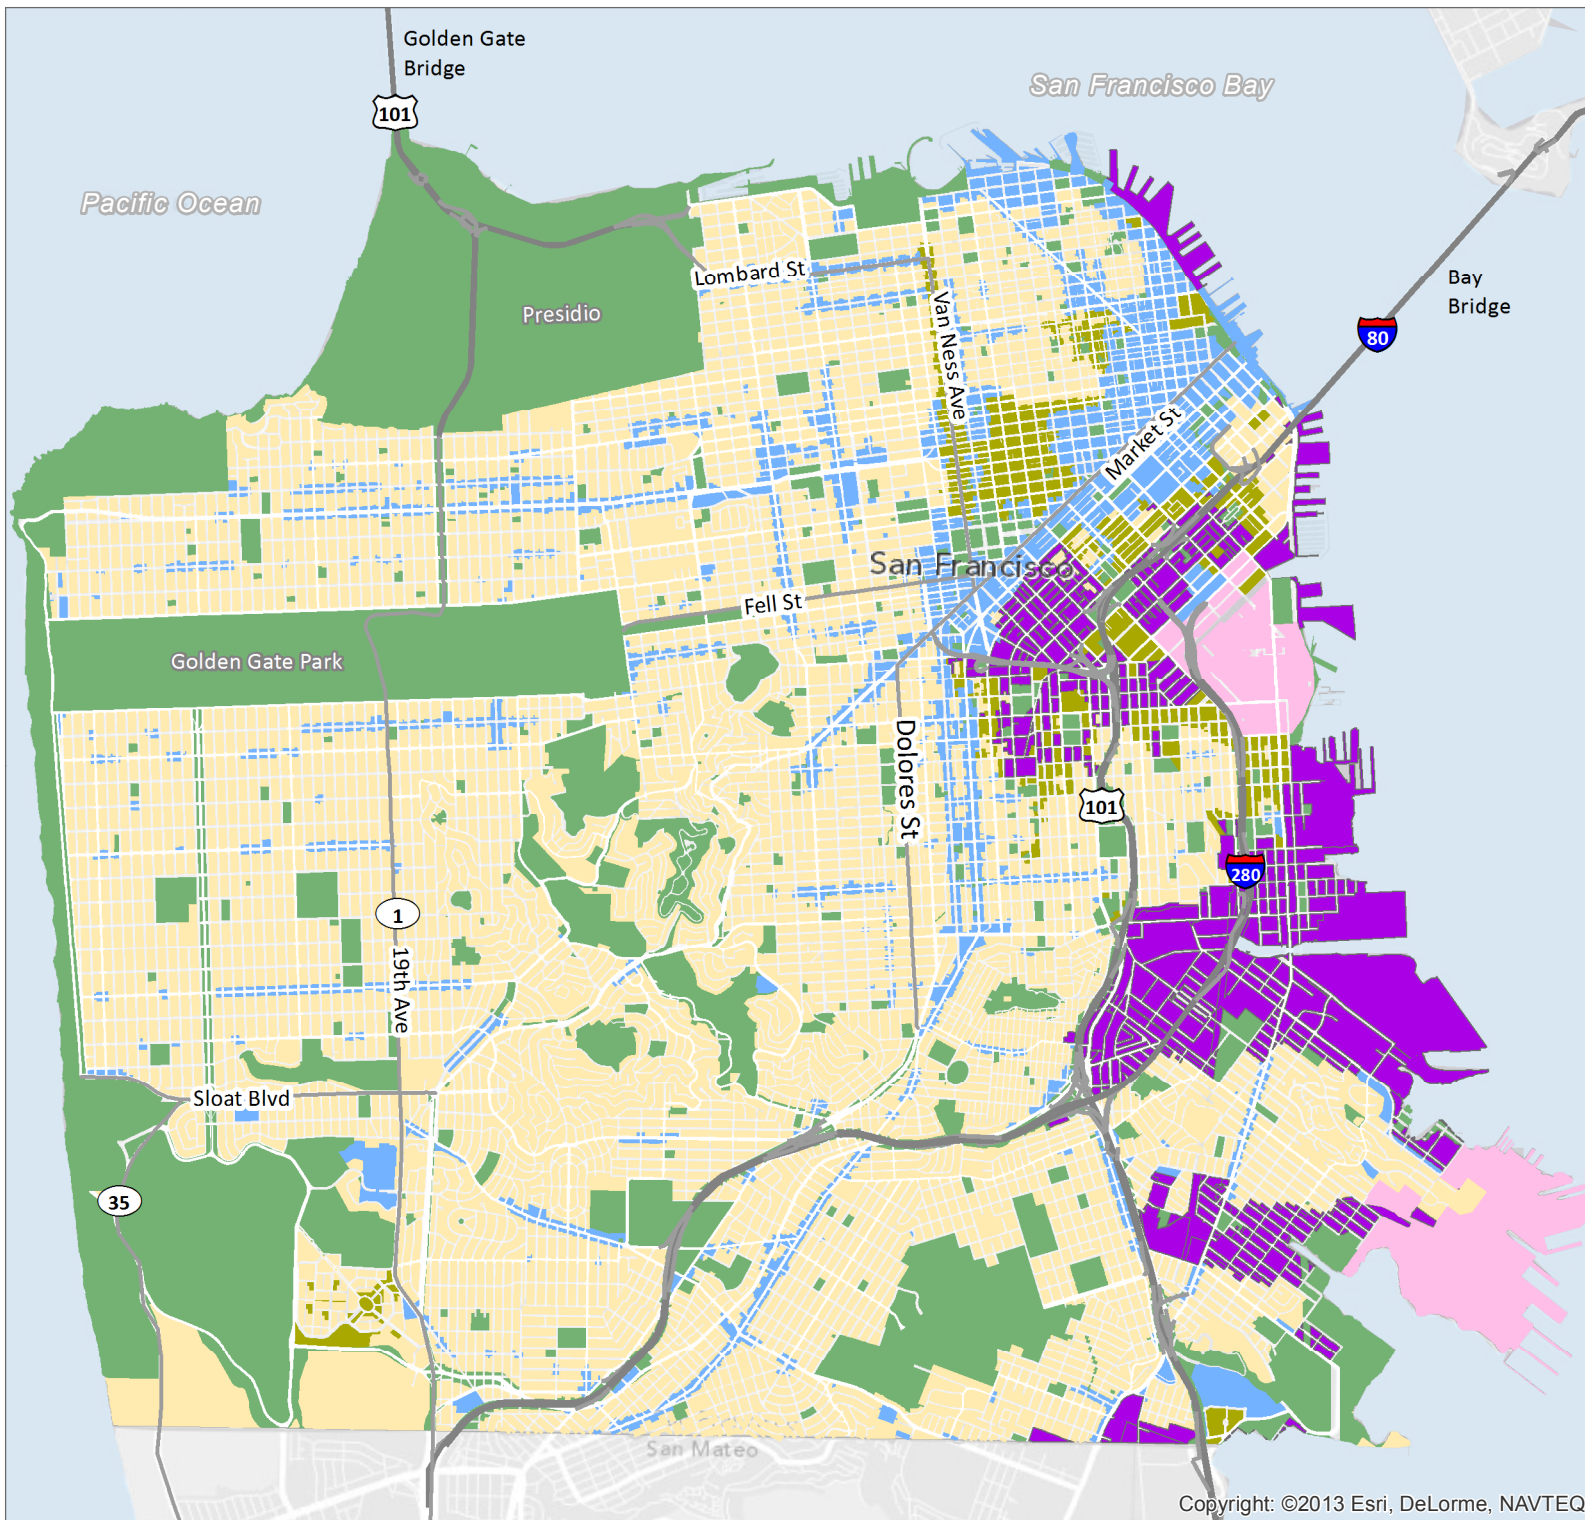 Golden Gate
Bridge
101
San Francisco Bay
Pacific Ocean
Lombard St
Bay
Bridge
Presidio
Van Ness Ave
80
Market St
San Francisco
Fell St
Golden Gate Park
Dolores St
101
280
1
19th Ave
Sloat Blvd
35
San Mateo
Copyright: ©2013 Esri, DeLorme, NAVTEQ